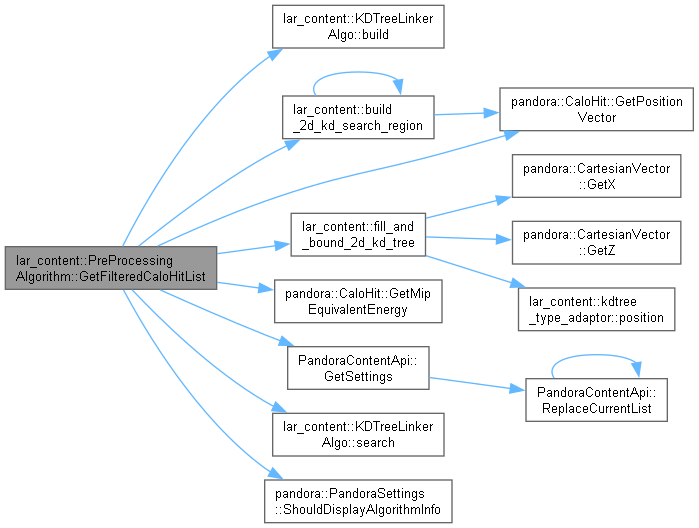 lar_content::PreProcessing
Algorithm::GetFilteredCaloHitList
lar_content::KDTreeLinker
Algo::build
lar_content::build
_2d_kd_search_region
pandora::CaloHit::GetPosition
Vector
lar_content::fill_and
_bound_2d_kd_tree
pandora::CartesianVector
::GetX
pandora::CartesianVector
::GetZ
lar_content::kdtree
_type_adaptor::position
pandora::CaloHit::GetMip
EquivalentEnergy
PandoraContentApi::
GetSettings
PandoraContentApi::
ReplaceCurrentList
lar_content::KDTreeLinker
Algo::search
pandora::PandoraSettings
::ShouldDisplayAlgorithmInfo